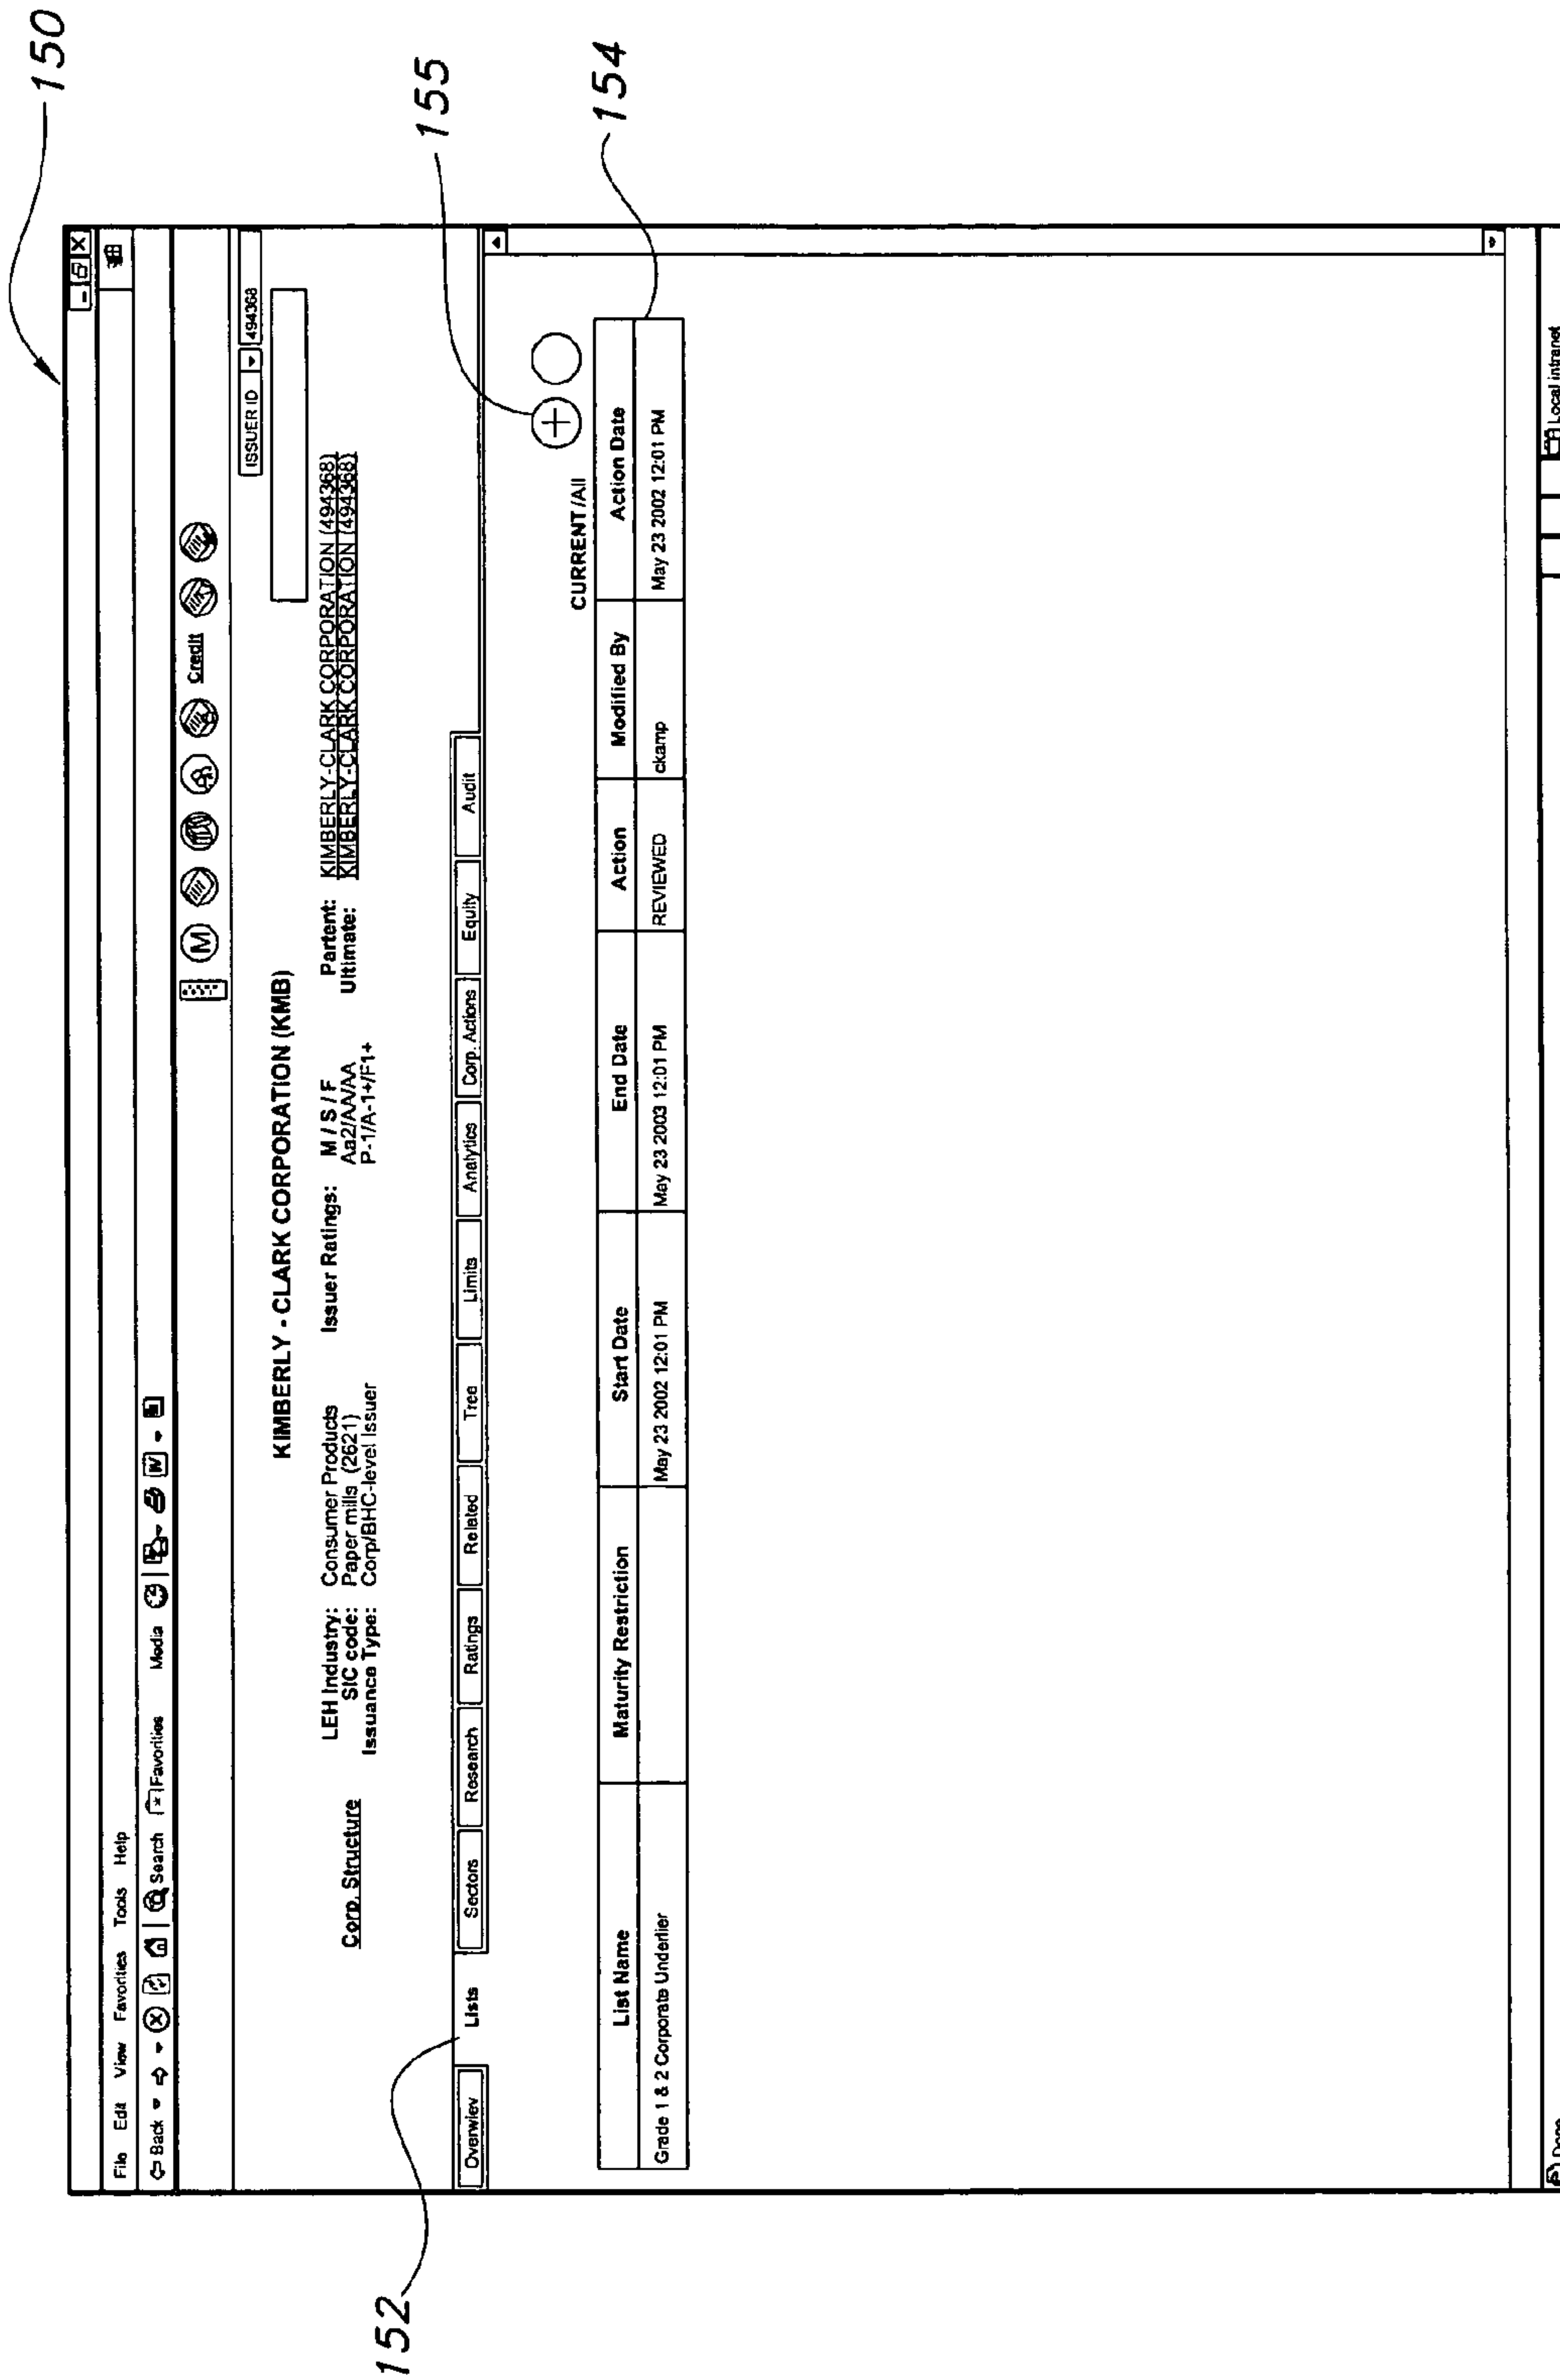 150
File Edit View Favorities Tools Help
Back Search Favorities Media W
M Credit
ISSUER ID 494368
KIMBERLY - CLARK CORPORATION (KMB)
Corp. Structure
LEH Industry: Consumer Products
SIC code: Paper mills (2621)
Issuance Type: Corp/BHC-level Issuer
Issuer Ratings: M / S / F
Aa2/AA/AA
P-1/A-1+/F1+
Partent: KIMBERLY-CLARK CORPORATION (494368)
Ultimate: KIMBERLY-CLARK CORPORATION (494368)
152
Overwiev Lists Sectors Research Ratings Related Tree Limits Analytics Corp. Actions Equity Audit
155
CURRENT/All
154
List Name Maturity Restriction Start Date End Date Action Modified By Action Date
Grade 1 & 2 Corporate Underlier May 23 2002 12:01 PM May 23 2003 12:01 PM REVIEWED ckamp May 23 2002 12:01 PM
Done Local intranet